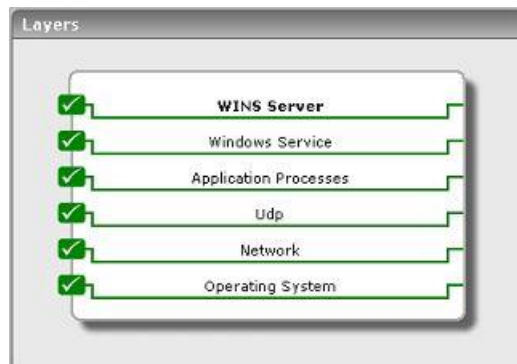 Layers
WINS Server
Windows Service
Application Processes
Udp
Network
Operating System